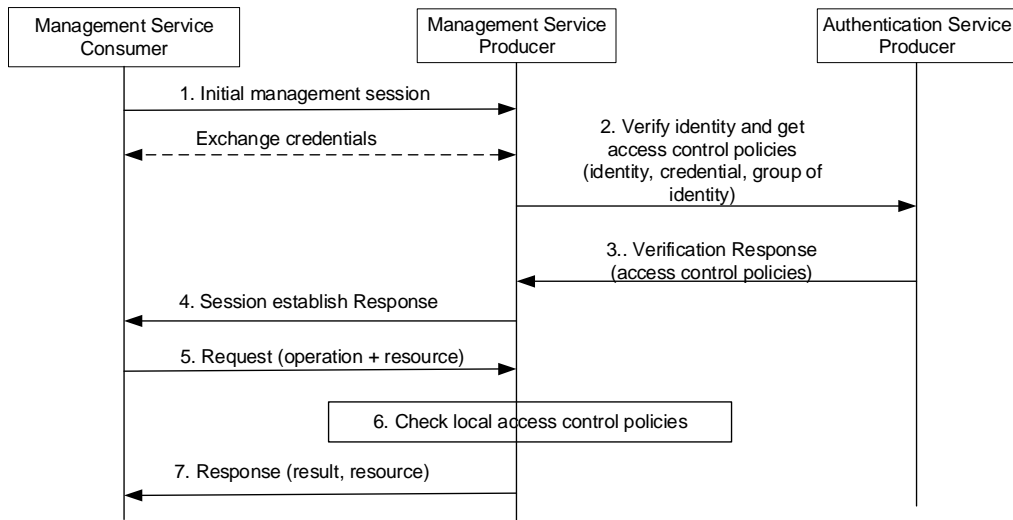 Management Service
Consumer
Management Service
Producer
Authentication Service
Producer
1. Initial management session
Exchange credentials
2. Verify identity and get
access control policies
(identity, credential, group of
identity)
3.. Verification Response
(access control policies)
4. Session establish Response
5. Request (operation + resource)
6. Check local access control policies
7. Response (result, resource)